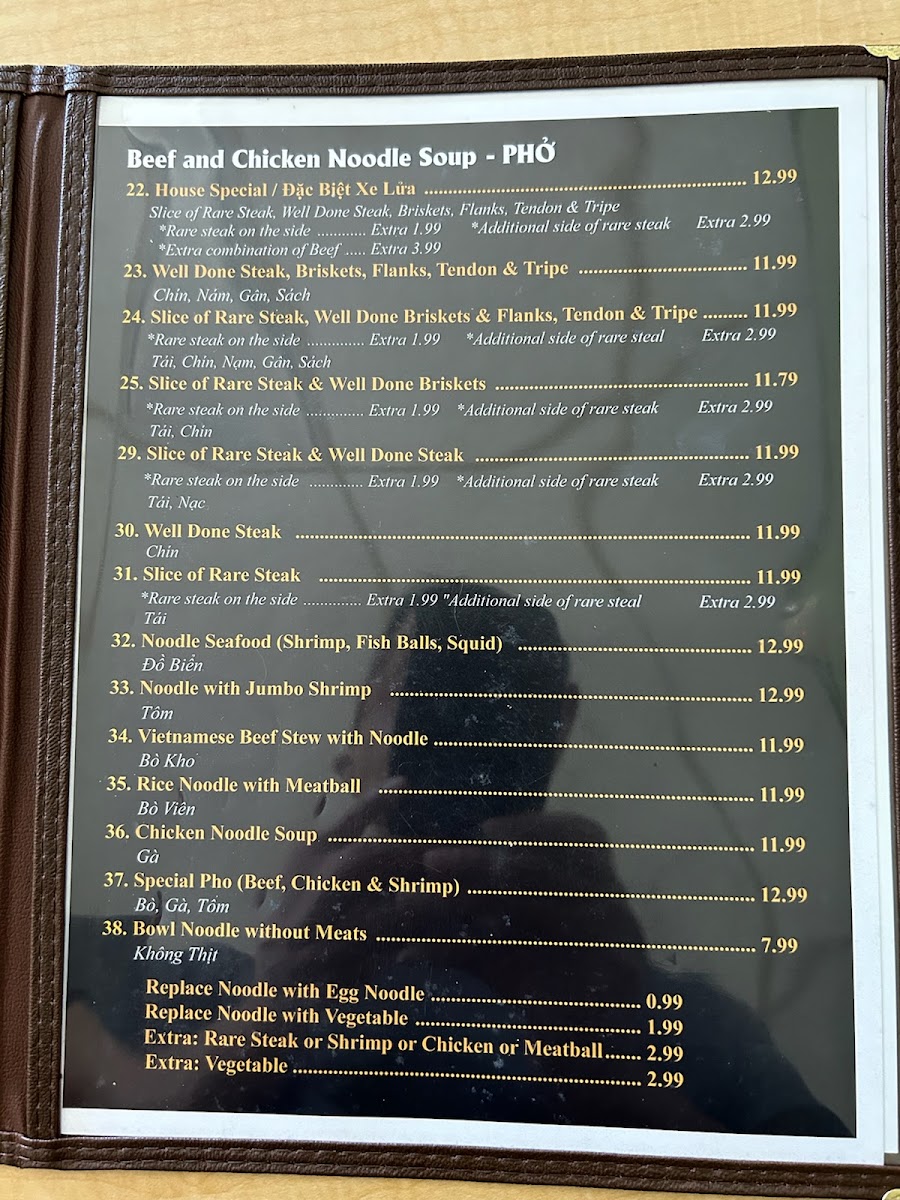 Beef and Chicken Noodle Soup - PHỞ
22. House Special / Đặc Biệt Xe Lửa ........ 12.99
Slice of Rare Steak, Well Done Steak, Briskets, Flanks, Tendon & Tripe
*Rare steak on the side ............ Extra 1.99 *Additional side of rare steak Extra 2.99
*Extra combination of Beef ..... Extra 3.99
23. Well Done Steak, Briskets, Flanks, Tendon & Tripe ........ 11.99
Chín, Nám, Gân, Sách
24. Slice of Rare Steak, Well Done Briskets & Flanks, Tendon & Tripe ......... 11.99
*Rare steak on the side ............. Extra 1.99 *Additional side of rare steal Extra 2.99
Tái, Chín, Nạm, Gân, Sách
25. Slice of Rare Steak & Well Done Briskets ........ 11.79
*Rare steak on the side ............. Extra 1.99 *Additional side of rare steak Extra 2.99
Tái, Chín
29. Slice of Rare Steak & Well Done Steak ........ 11.99
*Rare steak on the side ............ Extra 1.99 *Additional side of rare steak Extra 2.99
Tái, Nạc
30. Well Done Steak ........ 11.99
Chín
31. Slice of Rare Steak ........ 11.99
*Rare steak on the side ............. Extra 1.99 "Additional side of rare steal Extra 2.99
Tái
32. Noodle Seafood (Shrimp, Fish Balls, Squid) ........ 12.99
Đồ Biển
33. Noodle with Jumbo Shrimp ........ 12.99
Tôm
34. Vietnamese Beef Stew with Noodle ........ 11.99
Bò Kho
35. Rice Noodle with Meatball ........ 11.99
Bò Viên
36. Chicken Noodle Soup ........ 11.99
Gà
37. Special Pho (Beef, Chicken & Shrimp) ........ 12.99
Bò, Gà, Tôm
38. Bowl Noodle without Meats ........ 7.99
Không Thịt
Replace Noodle with Egg Noodle ........ 0.99
Replace Noodle with Vegetable ........ 1.99
Extra: Rare Steak or Shrimp or Chicken or Meatball....... 2.99
Extra: Vegetable ........ 2.99